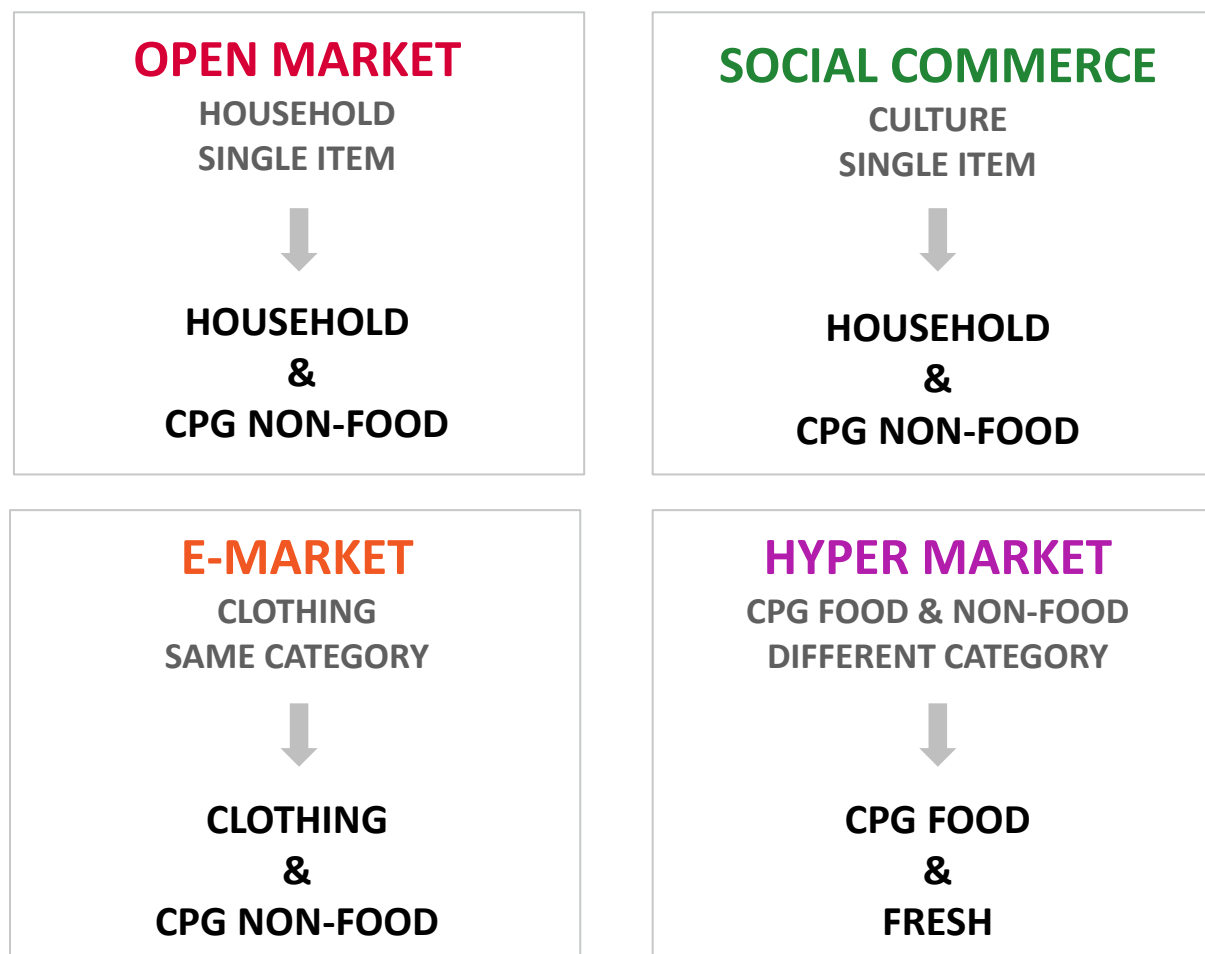 OPEN MARKET
HOUSEHOLD
SINGLE ITEM
HOUSEHOLD
&
CPG NON-FOOD
SOCIAL COMMERCE
CULTURE
SINGLE ITEM
HOUSEHOLD
&
CPG NON-FOOD
E-MARKET
CLOTHING
SAME CATEGORY
CLOTHING
&
CPG NON-FOOD
HYPER MARKET
CPG FOOD & NON-FOOD
DIFFERENT CATEGORY
CPG FOOD
&
FRESH